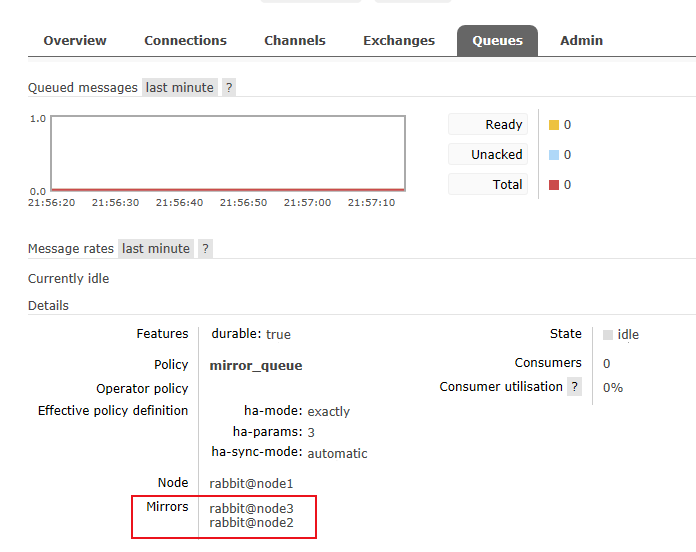 Overview Connections Channels Exchanges Queues Admin
Queued messages last minute ?
1.0
0.0
21:56:20 21:56:30 21:56:40 21:56:50 21:57:00 21:57:10
Ready 0
Unacked 0
Total 0
Message rates last minute ?
Currently idle
Details
Features durable: true
Policy mirror_queue
Operator policy
Effective policy definition ha-mode: exactly
ha-params: 3
ha-sync-mode: automatic
Node rabbit@node1
Mirrors rabbit@node3
rabbit@node2
State idle
Consumers 0
Consumer utilisation ? 0%